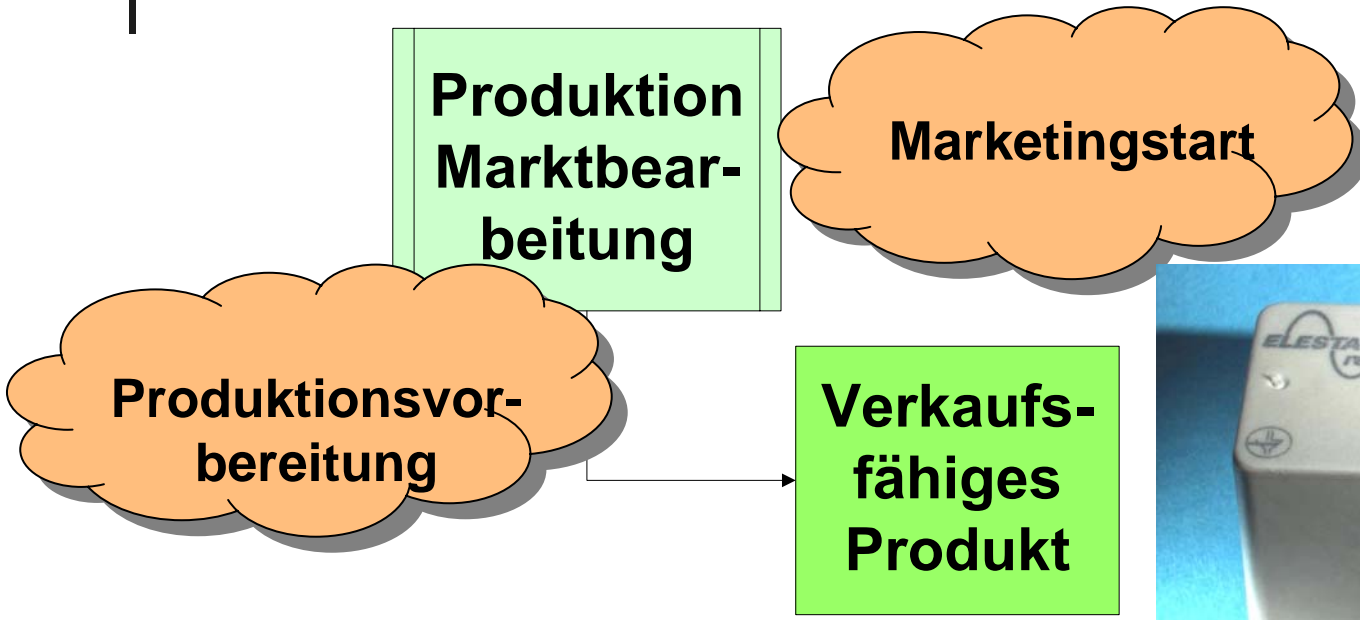 Produktion
Marktbear-
beitung
Marketingstart
Produktionsvor-
bereitung
Verkaufs-
fähiges
Produkt